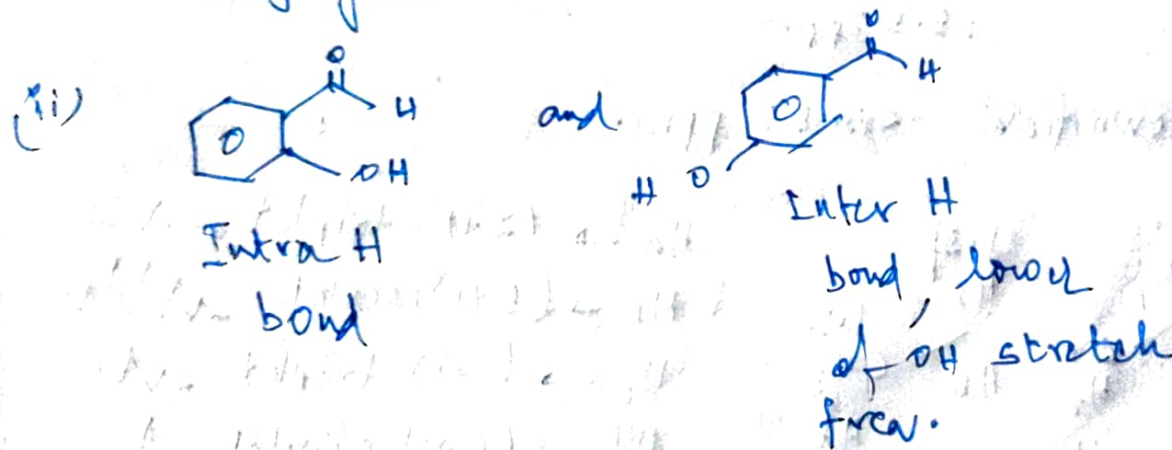 (ii)
O
H
OH
and
O
H
H O
Intra H
bond
Inter H
bond, lower
of OH stretch
freq.